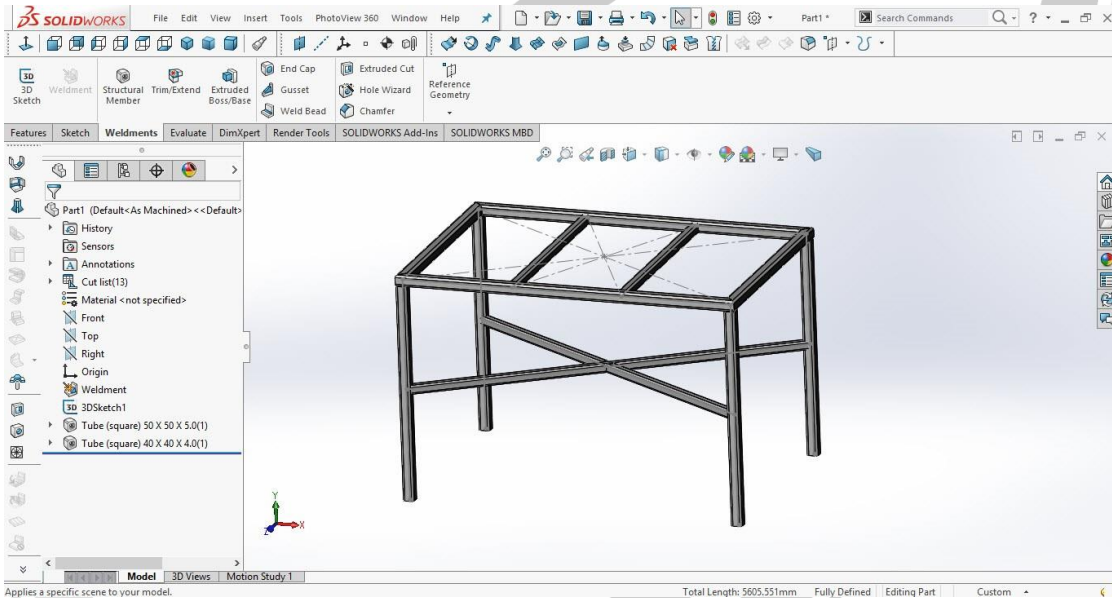 SOLIDWORKS File Edit View Insert Tools PhotoView 360 Window Help Part1 * Search Commands
3D Sketch
Weldment
Structural Member
Trim/Extend
Extruded Boss/Base
End Cap
Gusset
Weld Bead
Extruded Cut
Hole Wizard
Chamfer
Reference Geometry
Features Sketch Weldments Evaluate DimXpert Render Tools SOLIDWORKS Add-Ins SOLIDWORKS MBD
Part1 (Default<As Machined><<Default>
History
Sensors
Annotations
Cut list(13)
Material <not specified>
Front
Top
Right
Origin
Weldment
3D 3DSketch1
Tube (square) 50 X 50 X 5.0(1)
Tube (square) 40 X 40 X 4.0(1)
Y
Z X
Model 3D Views Motion Study 1
Applies a specific scene to your model. Total Length: 5605.551mm Fully Defined Editing Part Custom